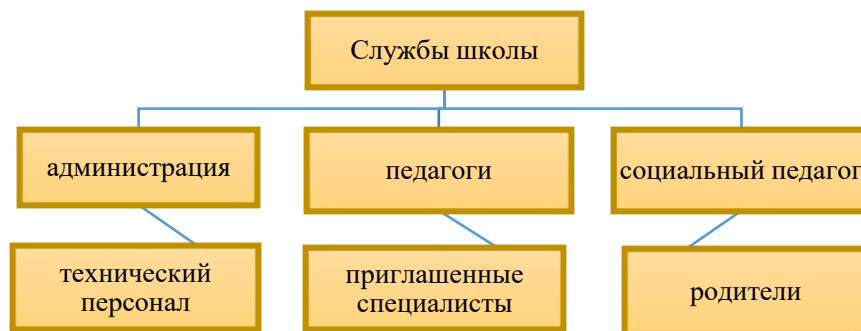 Службы школы
администрация
педагоги
социальный педагог
технический
персонал
приглашенные
специалисты
родители